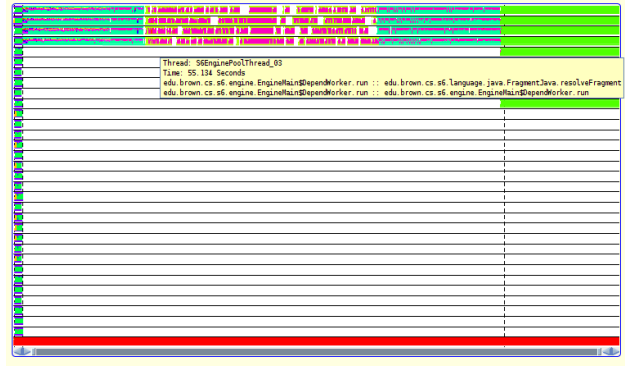 Thread: S6EnginePoolThread_03
Time: 55.134 Seconds
edu.brown.cs.s6.engine.EngineMain$DependWorker.run :: edu.brown.cs.s6.language.java.FragmentJava.resolveFragment
edu.brown.cs.s6.engine.EngineMain$DependWorker.run :: edu.brown.cs.s6.engine.EngineMain$DependWorker.run